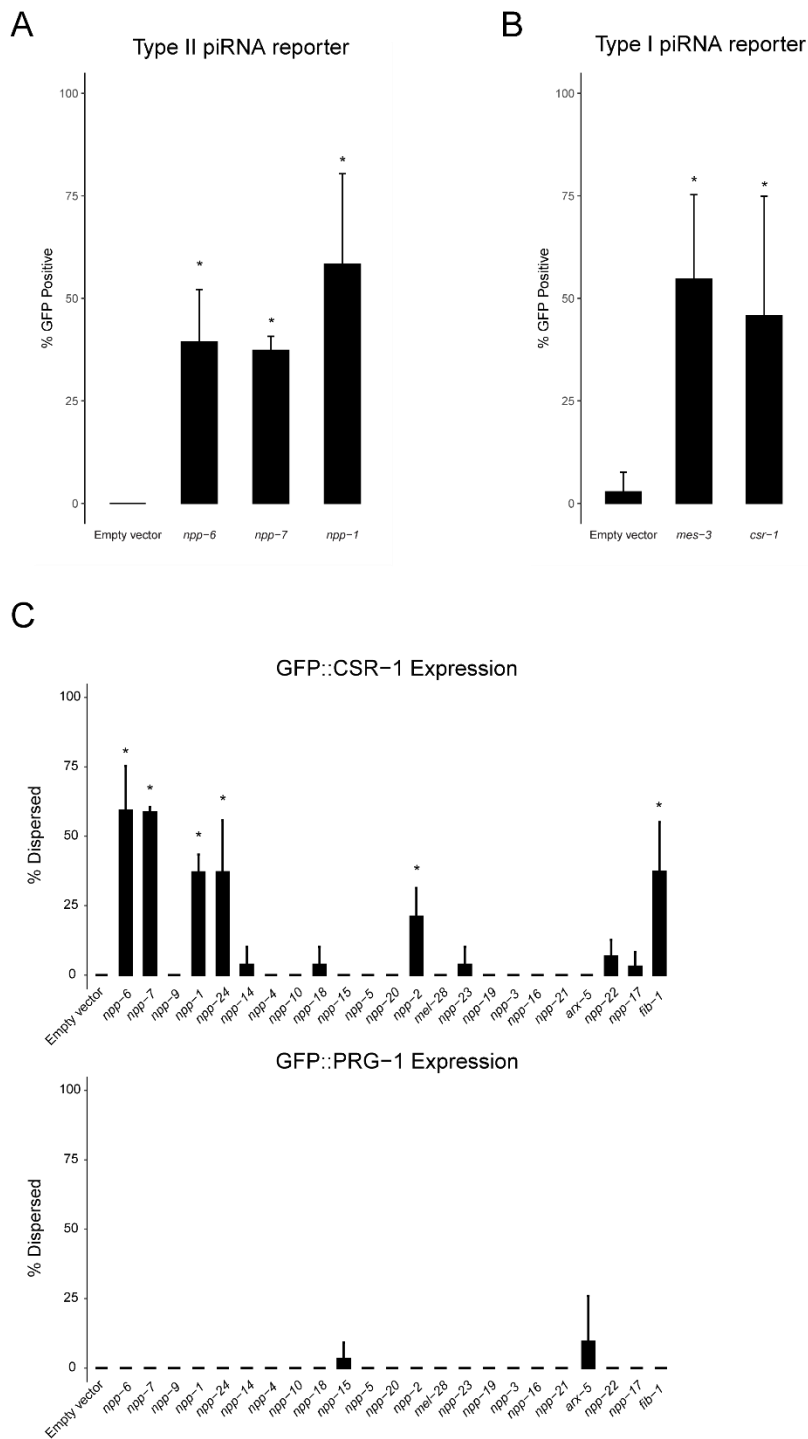 A
Type II piRNA reporter
% GFP Positive
100
75
50
25
0
*
*
*
Empty vector
npp−6
npp−7
npp−1
B
Type I piRNA reporter
% GFP Positive
100
75
50
25
0
*
*
Empty vector
mes−3
csr−1
C
GFP::CSR−1 Expression
% Dispersed
100
75
50
25
0
*
*
*
*
*
*
Empty vector
npp−6
npp−7
npp−9
npp−1
npp−24
npp−14
npp−4
npp−10
npp−18
npp−15
npp−5
npp−20
npp−2
mel−28
npp−23
npp−19
npp−3
npp−16
npp−21
arx−5
npp−22
npp−17
fib−1
GFP::PRG−1 Expression
% Dispersed
100
75
50
25
0
Empty vector
npp−6
npp−7
npp−9
npp−1
npp−24
npp−14
npp−4
npp−10
npp−18
npp−15
npp−5
npp−20
npp−2
mel−28
npp−23
npp−19
npp−3
npp−16
npp−21
arx−5
npp−22
npp−17
fib−1